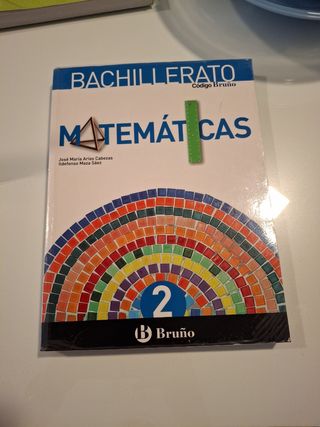 BACHILLERATO
Código Bruño
MATEMÁTICAS
José María Arias Cabezas
Ildefonso Maza Sáez
2
B Bruño